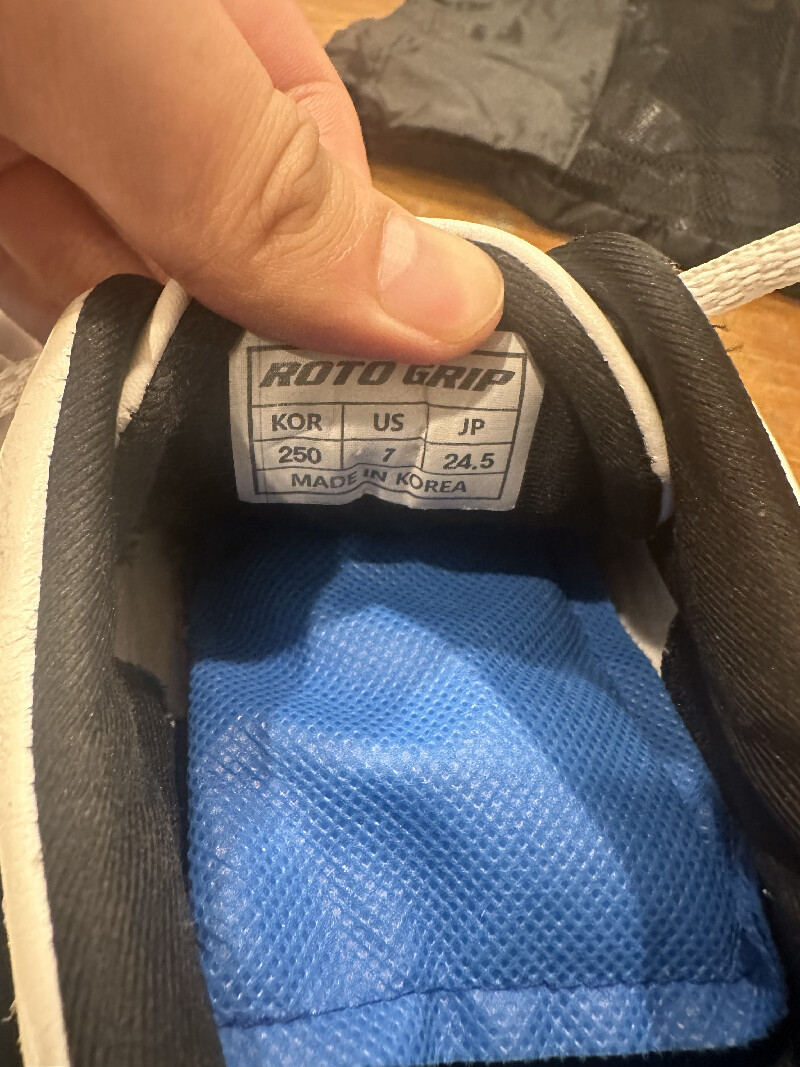 ROTO GRIP
KOR US JP
250 7 24.5
MADE IN KOREA